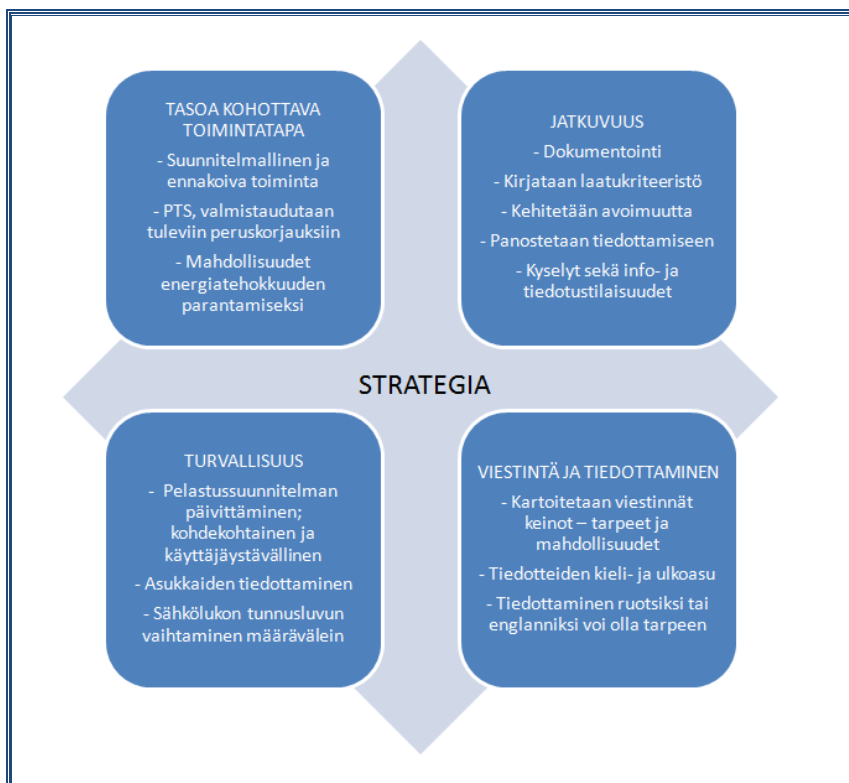 TASOA KOHOTTAVA
TOIMINTATAPA
- Suunnitelmallinen ja
ennakoiva toiminta
- PTS, valmistaudutaan
tuleviin peruskorjauksiin
- Mahdollisuudet
energiatehokkuuden
parantamiseksi
JATKUVUUS
- Dokumentointi
- Kirjataan laatukriteeristö
- Kehitetään avoimuutta
- Panostetaan tiedottamiseen
- Kyselyt sekä info- ja
tiedotustilaisuudet
STRATEGIA
TURVALLISUUS
- Pelastussuunnitelman
päivittäminen;
kohdekohtainen ja
käyttäjäystävällinen
- Asukkaiden tiedottaminen
- Sähkölukon tunnusluvun
vaihtaminen määrävälein
VIESTINTÄ JA TIEDOTTAMINEN
- Kartoitetaan viestinnät
keinot – tarpeet ja
mahdollisuudet
- Tiedotteiden kieli- ja ulkoasu
- Tiedottaminen ruotsiksi tai
englanniksi voi olla tarpeen